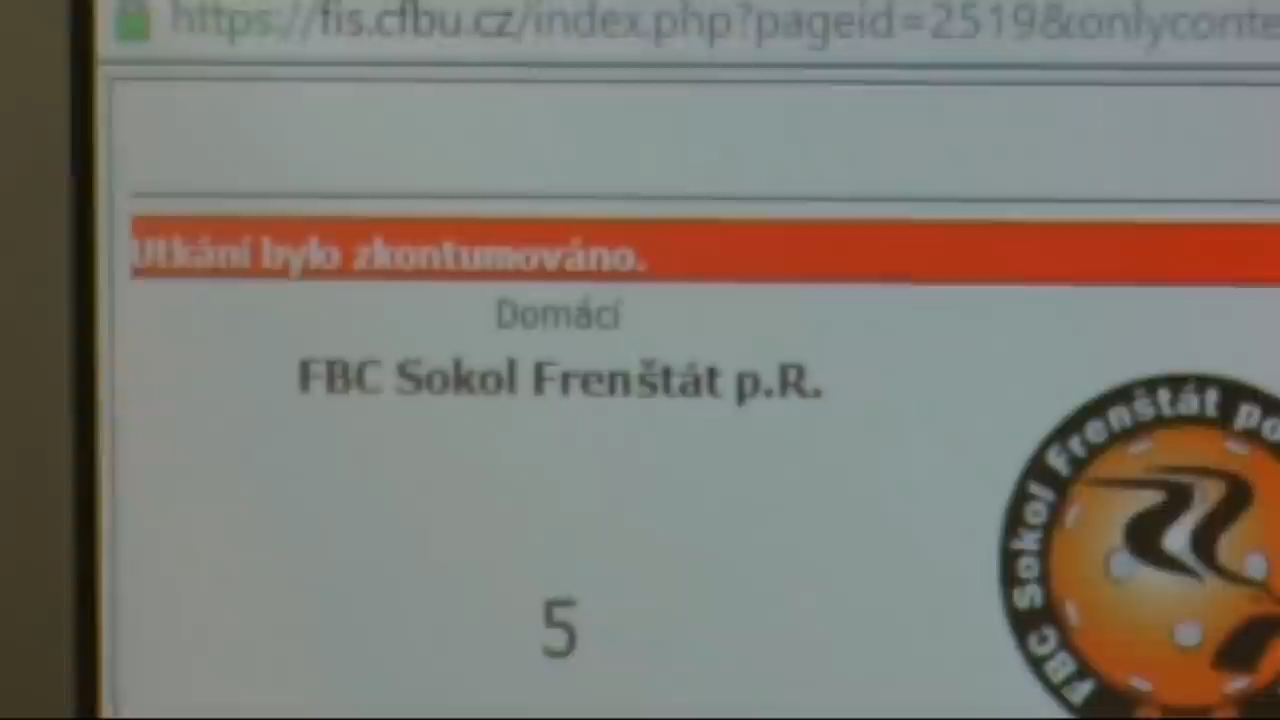 https://fis.cfbu.cz/index.php?pageid=2519&onlyconte
Utkání bylo zkontumováno.
Domácí
FBC Sokol Frenštát p.R.
FBC Sokol Frenštát po
5